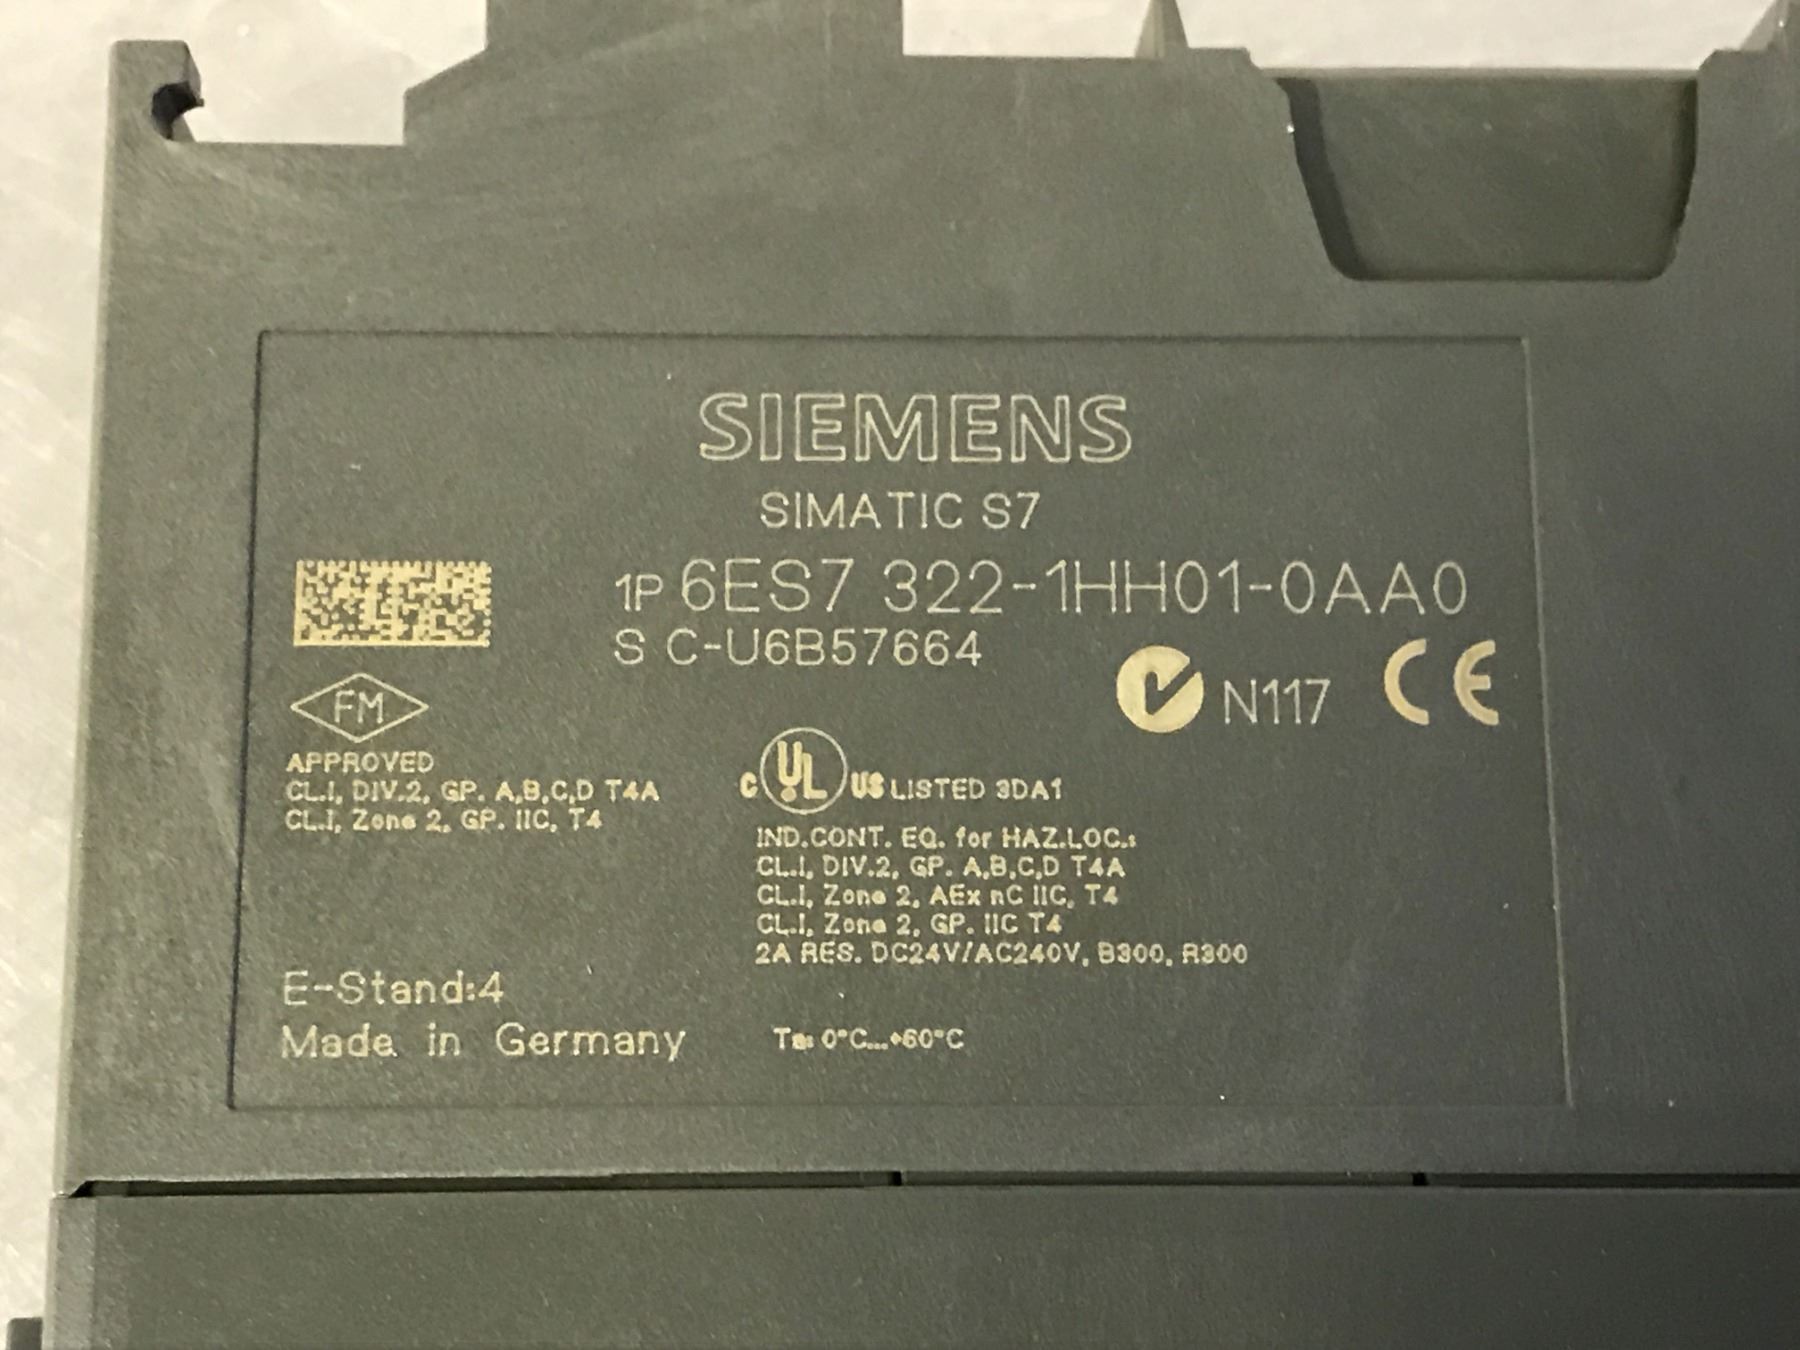 SIEMENS
SIMATIC S7
1P 6ES7 322-1HH01-0AA0
S C-U6B57664
N117 CE
FM
APPROVED
CL.I, DIV.2, GP. A,B,C,D T4A
CL.I, Zone 2, GP. IIC, T4
C UL US LISTED 3DA1
IND.CONT. EQ. for HAZ.LOC.:
CL.I, DIV.2, GP. A,B,C,D T4A
CL.I, Zone 2, AEx nC IIC, T4
CL.I, Zone 2, GP. IIC T4
2A RES. DC24V/AC240V, B300, R300
E-Stand:4
Made in Germany
Ta: 0°C...+60°C